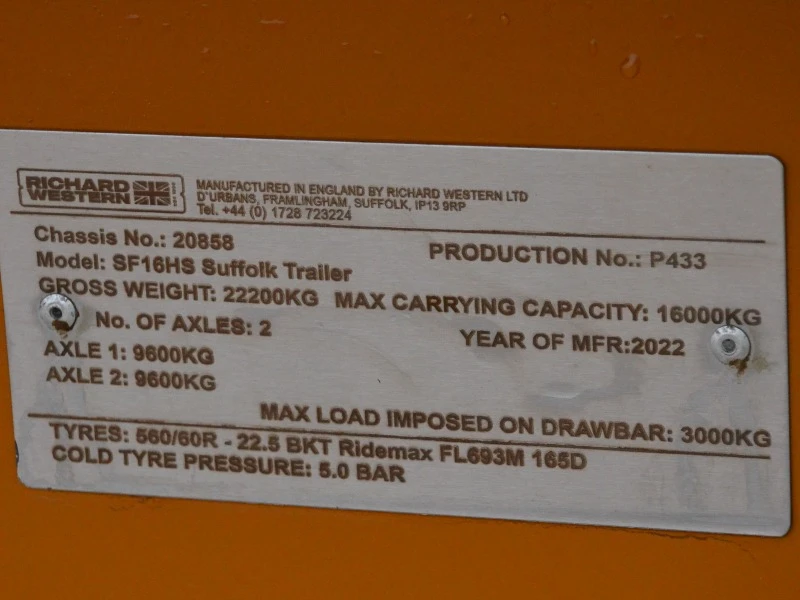 RICHARD
WESTERN
MANUFACTURED IN ENGLAND BY RICHARD WESTERN LTD
D'URBANS, FRAMLINGHAM, SUFFOLK, IP13 9RP
Tel. +44 (0) 1728 723224
Chassis No.: 20858
PRODUCTION No.: P433
Model: SF16HS Suffolk Trailer
GROSS WEIGHT: 22200KG MAX CARRYING CAPACITY: 16000KG
No. OF AXLES: 2
YEAR OF MFR:2022
AXLE 1: 9600KG
AXLE 2: 9600KG
MAX LOAD IMPOSED ON DRAWBAR: 3000KG
TYRES: 560/60R - 22.5 BKT Ridemax FL693M 165D
COLD TYRE PRESSURE: 5.0 BAR